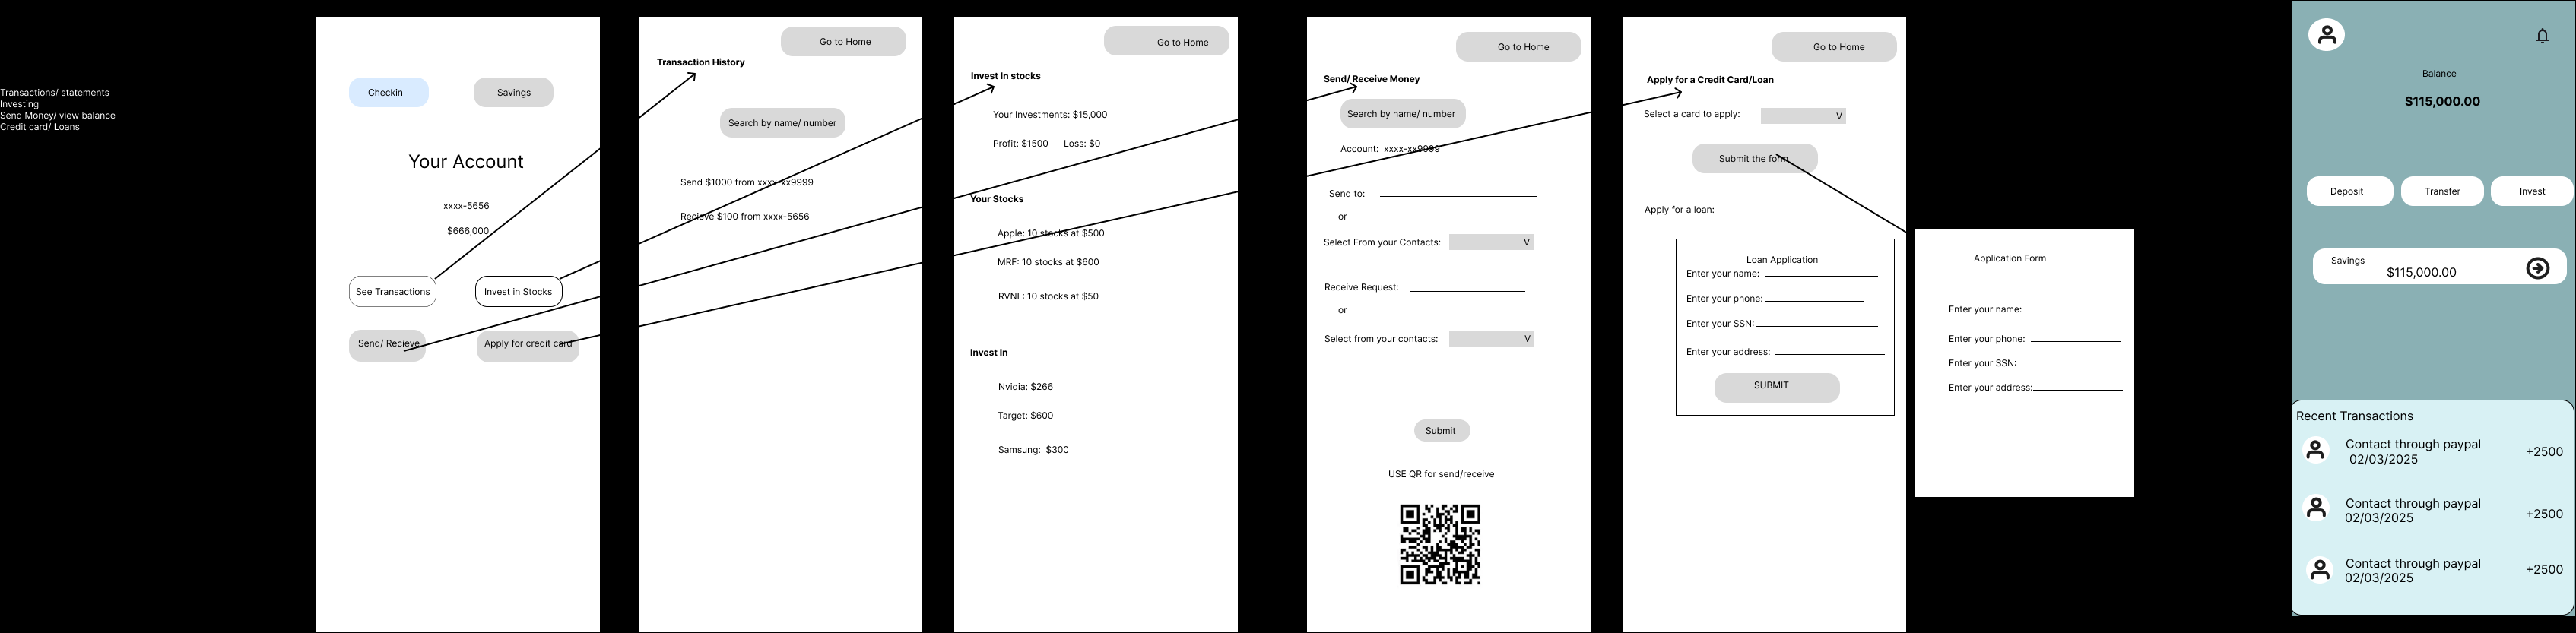 Transactions/ statements
Investing
Send Money/ view balance
Credit card/ Loans
Checkin
Savings
Your Account
xxxx-5656
$666,000
See Transactions
Invest in Stocks
Send/ Recieve
Apply for credit card
Go to Home
Transaction History
Search by name/ number
Send $1000 from xxxx-xx9999
Recieve $100 from xxxx-5656
Go to Home
Invest In stocks
Your Investments: $15,000
Profit: $1500 Loss: $0
Your Stocks
Apple: 10 stocks at $500
MRF: 10 stocks at $600
RVNL: 10 stocks at $50
Invest In
Nvidia: $266
Target: $600
Samsung: $300
Go to Home
Send/ Receive Money
Search by name/ number
Account: xxxx-xx9999
Send to:
or
Select From your Contacts: V
Receive Request:
or
Select from your contacts: V
Submit
USE QR for send/receive
Go to Home
Apply for a Credit Card/Loan
Select a card to apply: V
Submit the form
Apply for a loan:
Loan Application
Enter your name:
Enter your phone:
Enter your SSN:
Enter your address:
SUBMIT
Application Form
Enter your name:
Enter your phone:
Enter your SSN:
Enter your address:
Balance
$115,000.00
Deposit
Transfer
Invest
Savings
$115,000.00
Recent Transactions
Contact through paypal
02/03/2025
+2500
Contact through paypal
02/03/2025
+2500
Contact through paypal
02/03/2025
+2500